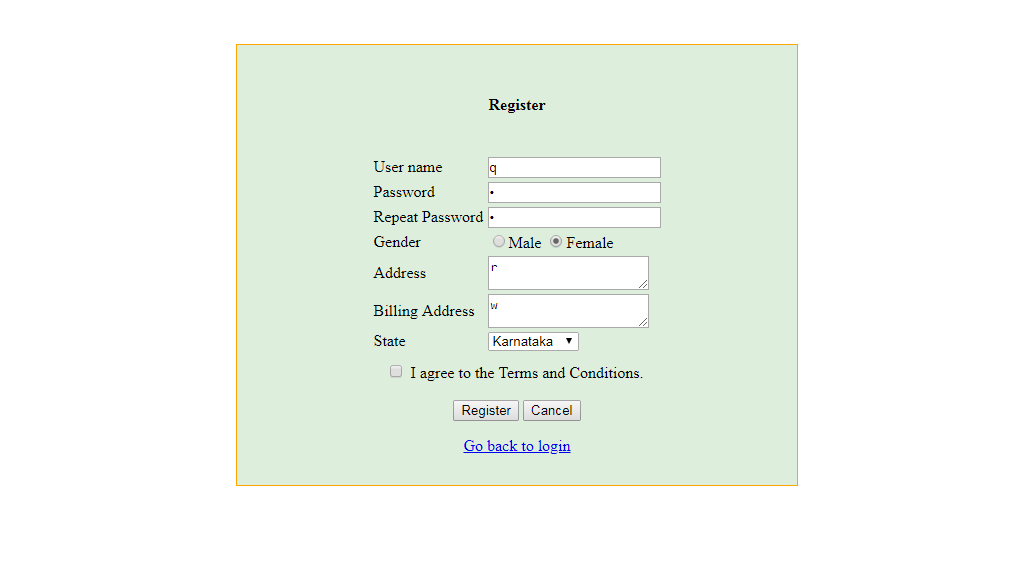 Register
User name q
Password •
Repeat Password •
Gender Male Female
Address r
Billing Address w
State Karnataka
I agree to the Terms and Conditions.
Register Cancel
Go back to login